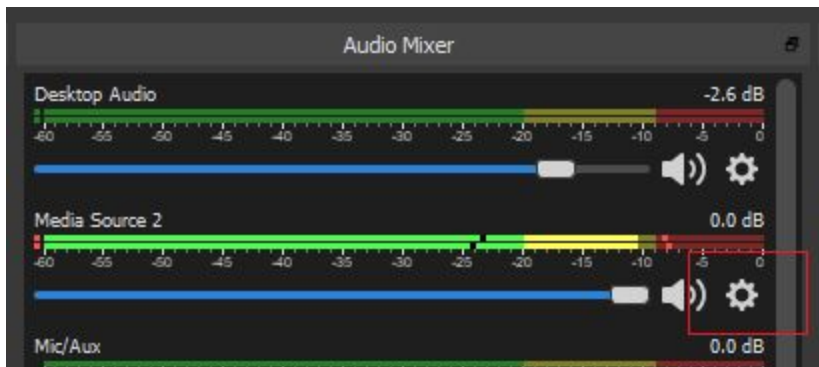 Audio Mixer
Desktop Audio -2.6 dB
-60 -55 -50 -45 -40 -35 -30 -25 -20 -15 -10 -5 0
Media Source 2 0.0 dB
-60 -55 -50 -45 -40 -35 -30 -25 -20 -15 -10 -5 0
Mic/Aux 0.0 dB